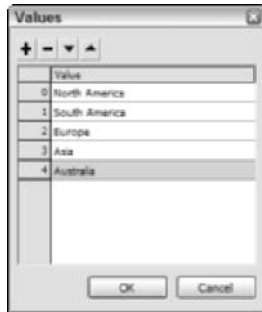 Values
Value
0 North America
1 South America
2 Europe
3 Asia
4 Australia
OK Cancel